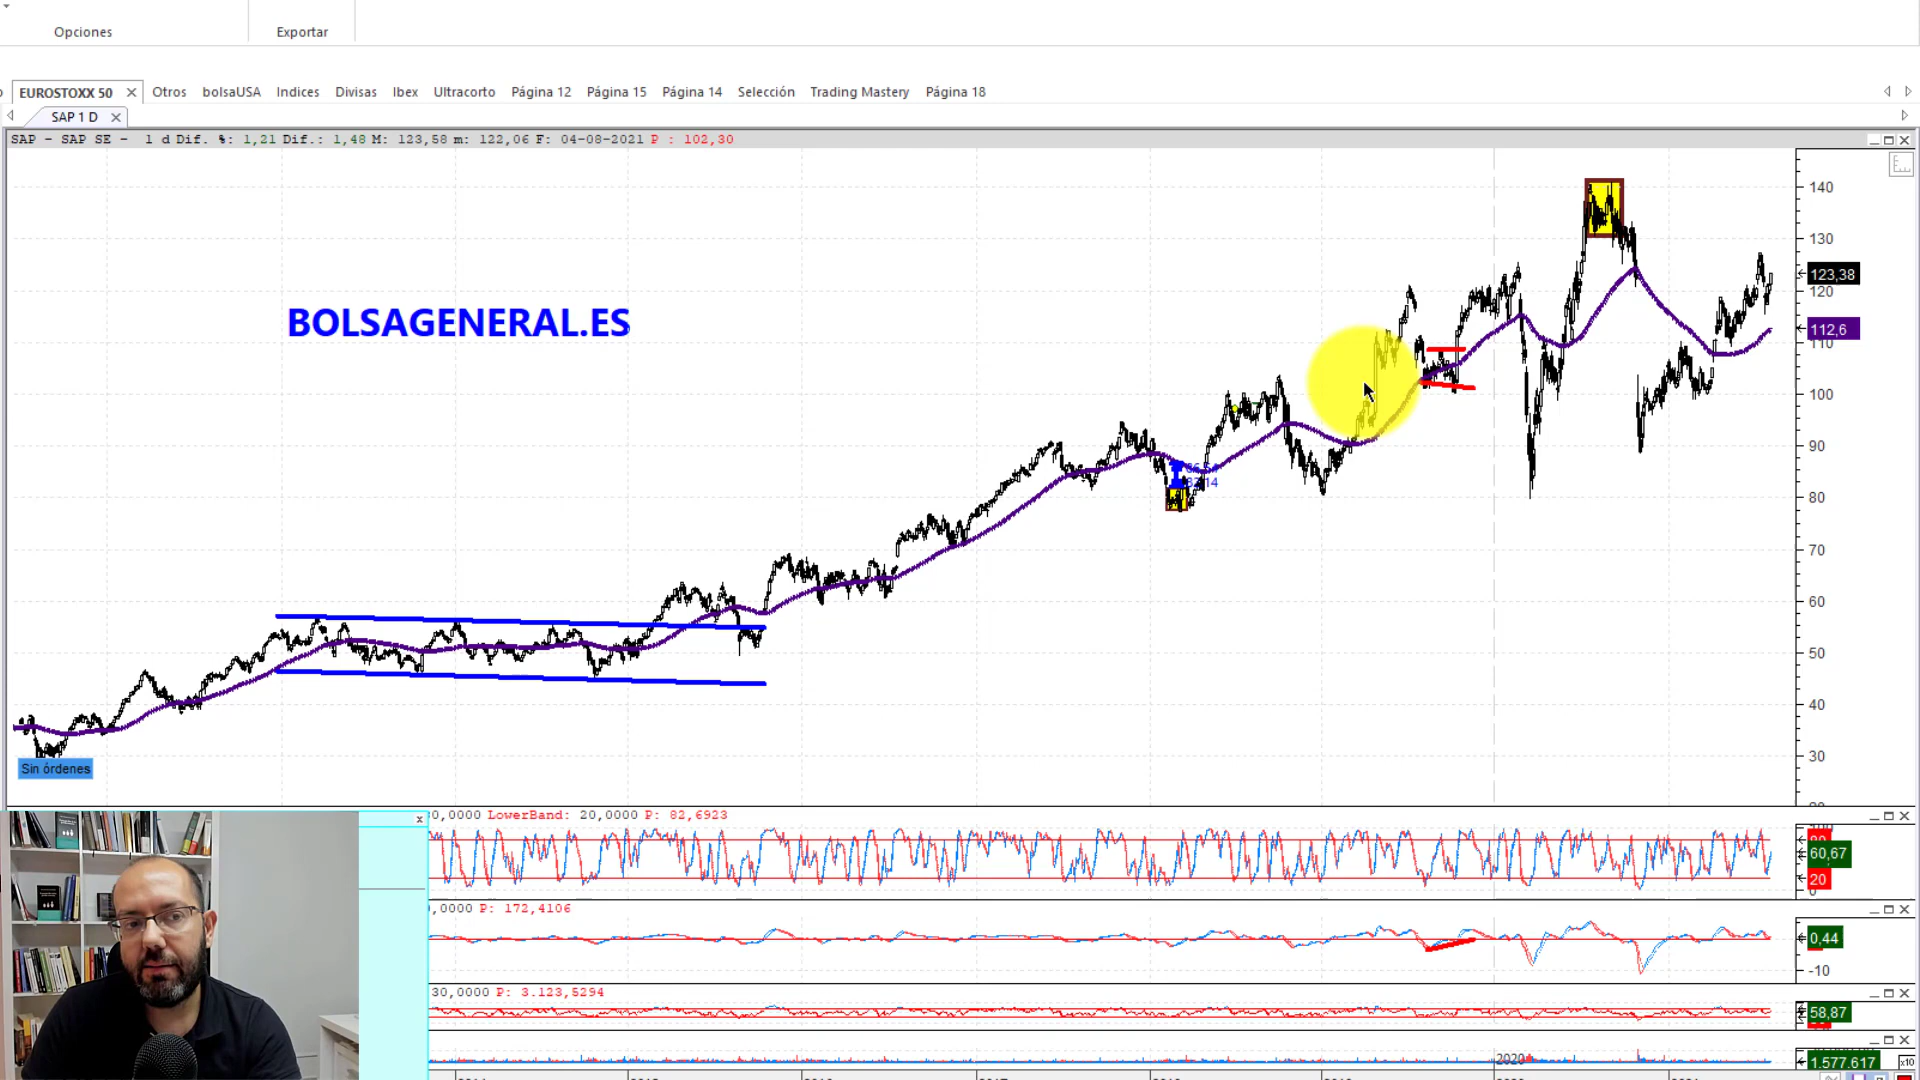 Opciones
Exportar
EUROSTOXX 50
Otros
bolsaUSA
Indices
Divisas
Ibex
Ultracorto
Página 12
Página 15
Página 14
Selección
Trading Mastery
Página 18
SAP 1 D
SAP - SAP SE - 1 d Dif. %: 1,21 Dif.: 1,48 M: 123,58 m: 122,06 F: 04-08-2021 P : 102,30
140
130
123,38
120
112,6
110
100
90
80
70
60
50
40
30
BOLSAGENERAL.ES
Sin órdenes
0,0000 LowerBand: 20,0000 P: 82,6923
60,67
20
0,0000 P: 172,4106
0,44
-10
30,0000 P: 3.123,5294
58,87
2020
1.577.617
x10